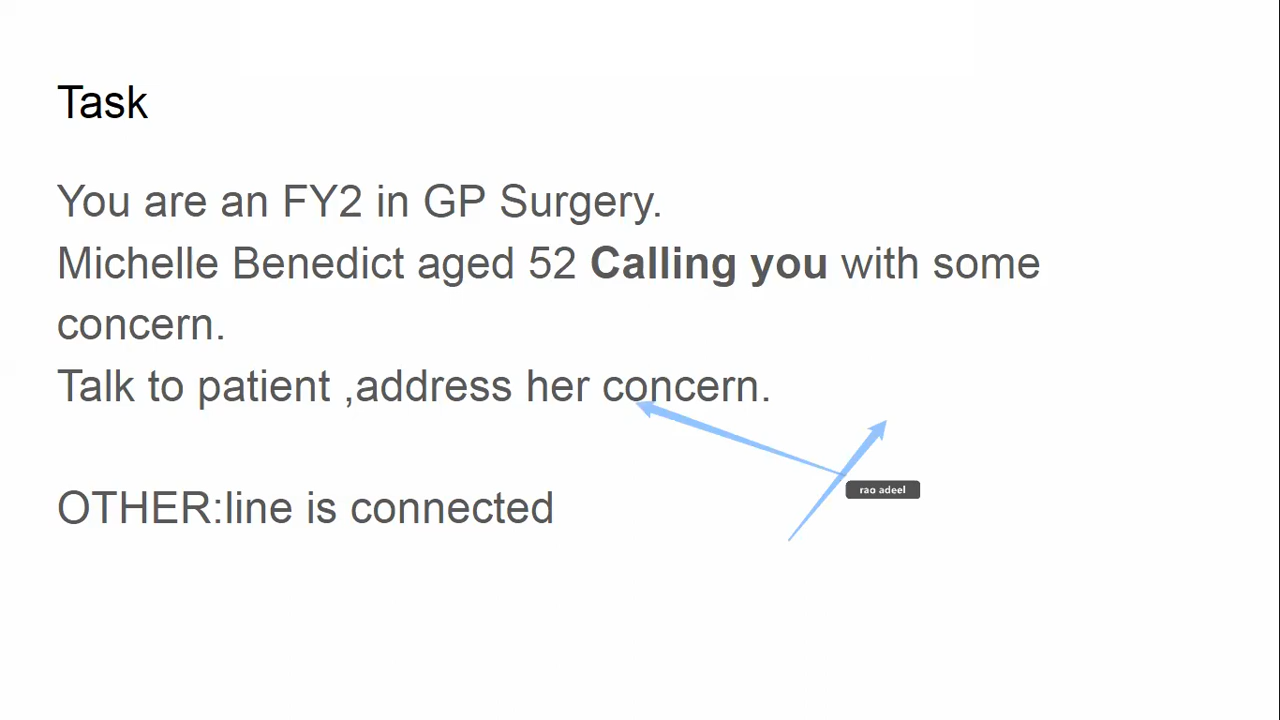 Task
You are an FY2 in GP Surgery.
Michelle Benedict aged 52 Calling you with some
concern.
Talk to patient ,address her concern.
rao adeel
OTHER:line is connected